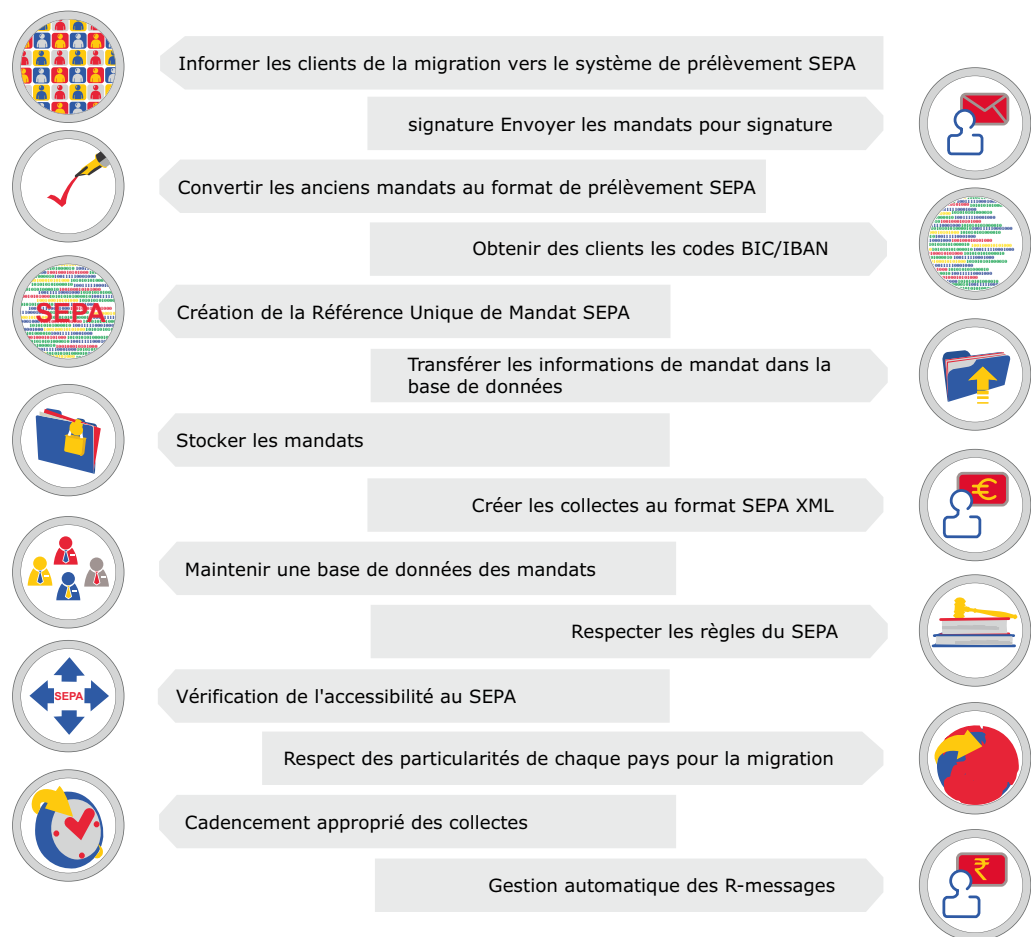 Informer les clients de la migration vers le système de prélèvement SEPA
signature Envoyer les mandats pour signature
Convertir les anciens mandats au format de prélèvement SEPA
Obtenir des clients les codes BIC/IBAN
SEPA
Création de la Référence Unique de Mandat SEPA
Transférer les informations de mandat dans la
base de données
Stocker les mandats
€
Créer les collectes au format SEPA XML
Maintenir une base de données des mandats
Respecter les règles du SEPA
SEPA
Vérification de l'accessibilité au SEPA
Respect des particularités de chaque pays pour la migration
Cadencement approprié des collectes
Gestion automatique des R-messages
₹